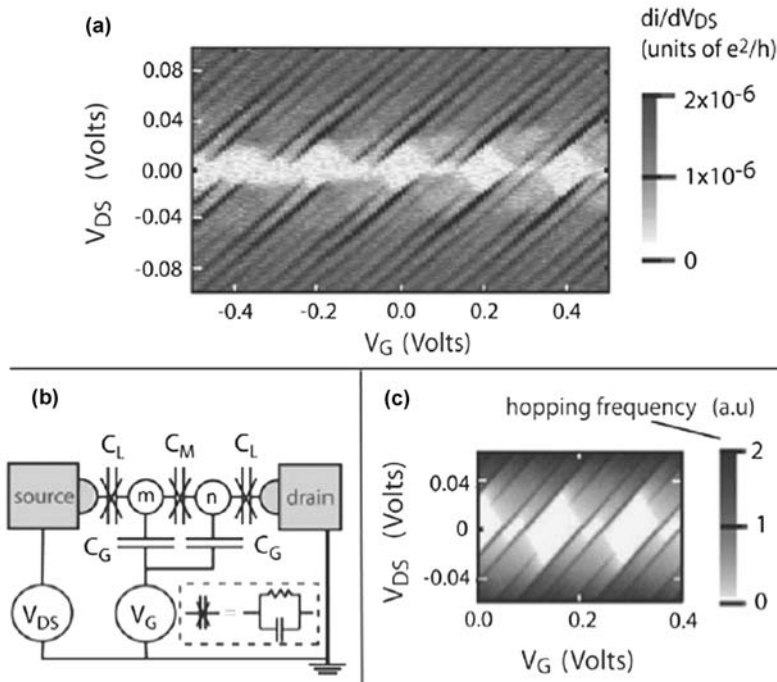 (a)
di/dVDS
(units of e²/h)
2x10⁻⁶
1x10⁻⁶
0
VDS (Volts)
0.08
0.04
0.00
-0.04
-0.08
-0.4 -0.2 0.0 0.2 0.4
VG (Volts)
(b)
CL CM CL
source m n drain
CG CG
VDS VG =
(c)
hopping frequency (a.u)
2
1
0
VDS (Volts)
0.04
0
-0.04
0.0 0.4
VG (Volts)